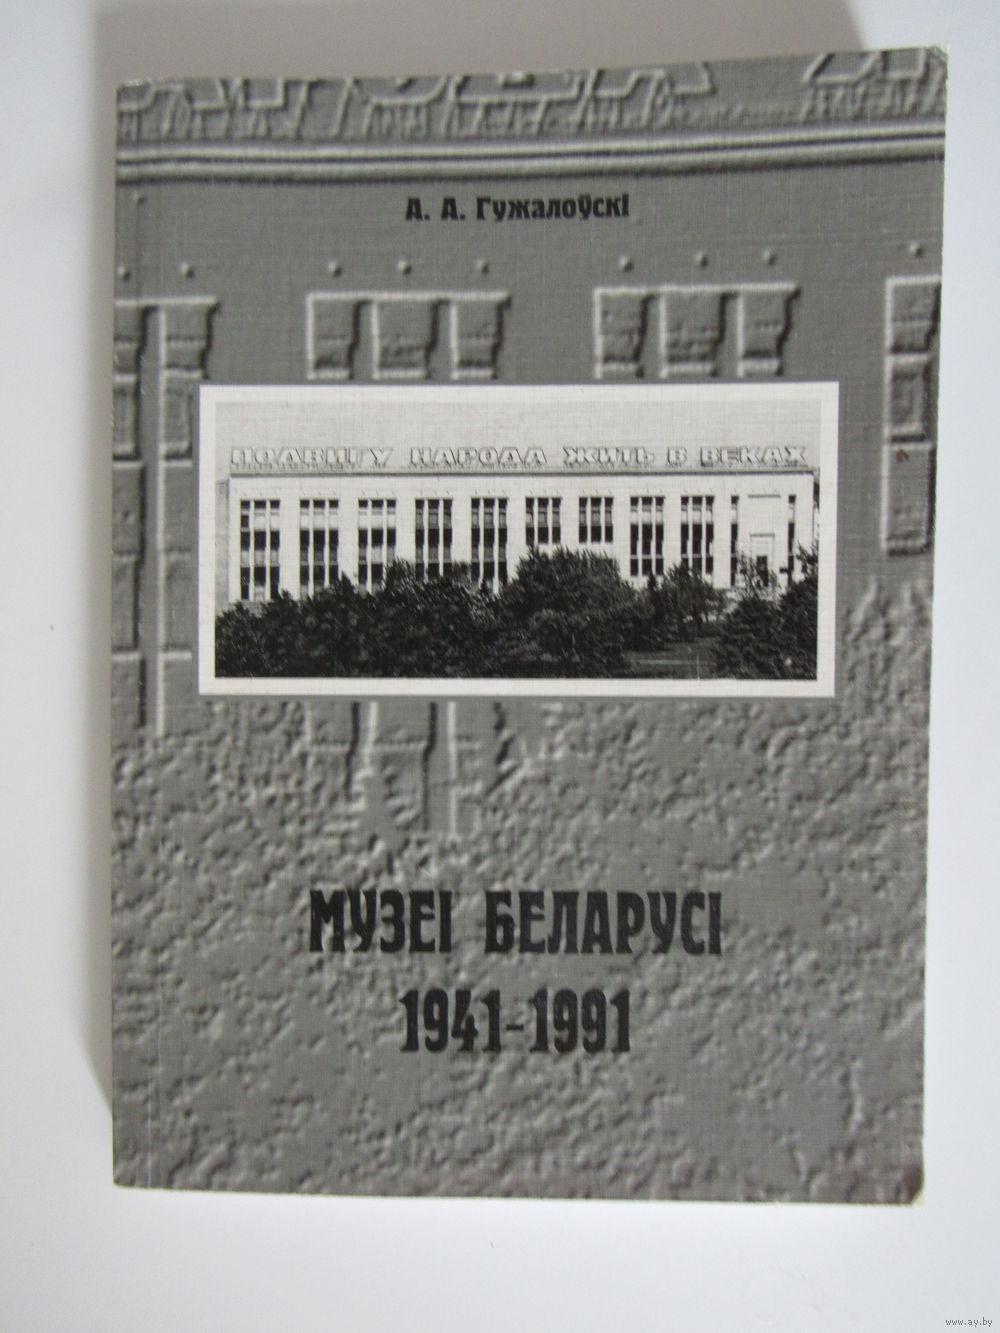 А. А. Гужалоўскі
ПОДВИГУ НАРОДА ЖИТЬ В ВЕКАХ
МУЗЕІ БЕЛАРУСІ
1941-1991
www.ay.by